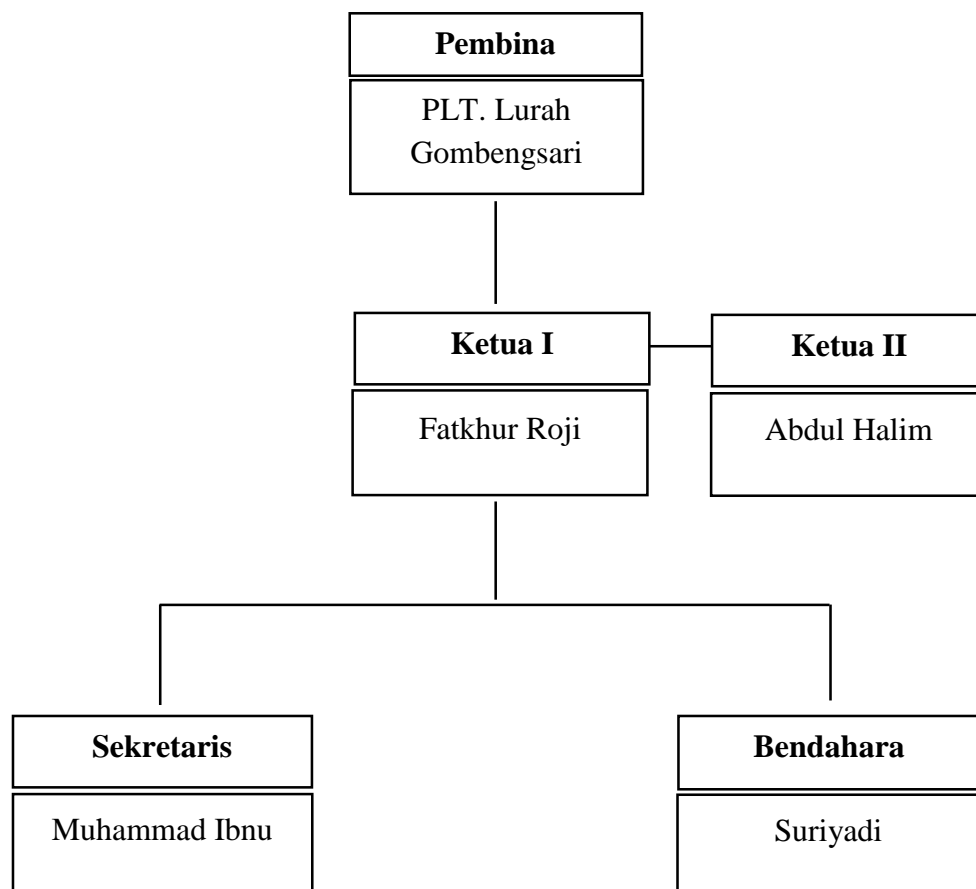 Pembina
PLT. Lurah
Gombengsari
Ketua I
Ketua II
Fatkhur Roji
Abdul Halim
Sekretaris
Bendahara
Muhammad Ibnu
Suriyadi